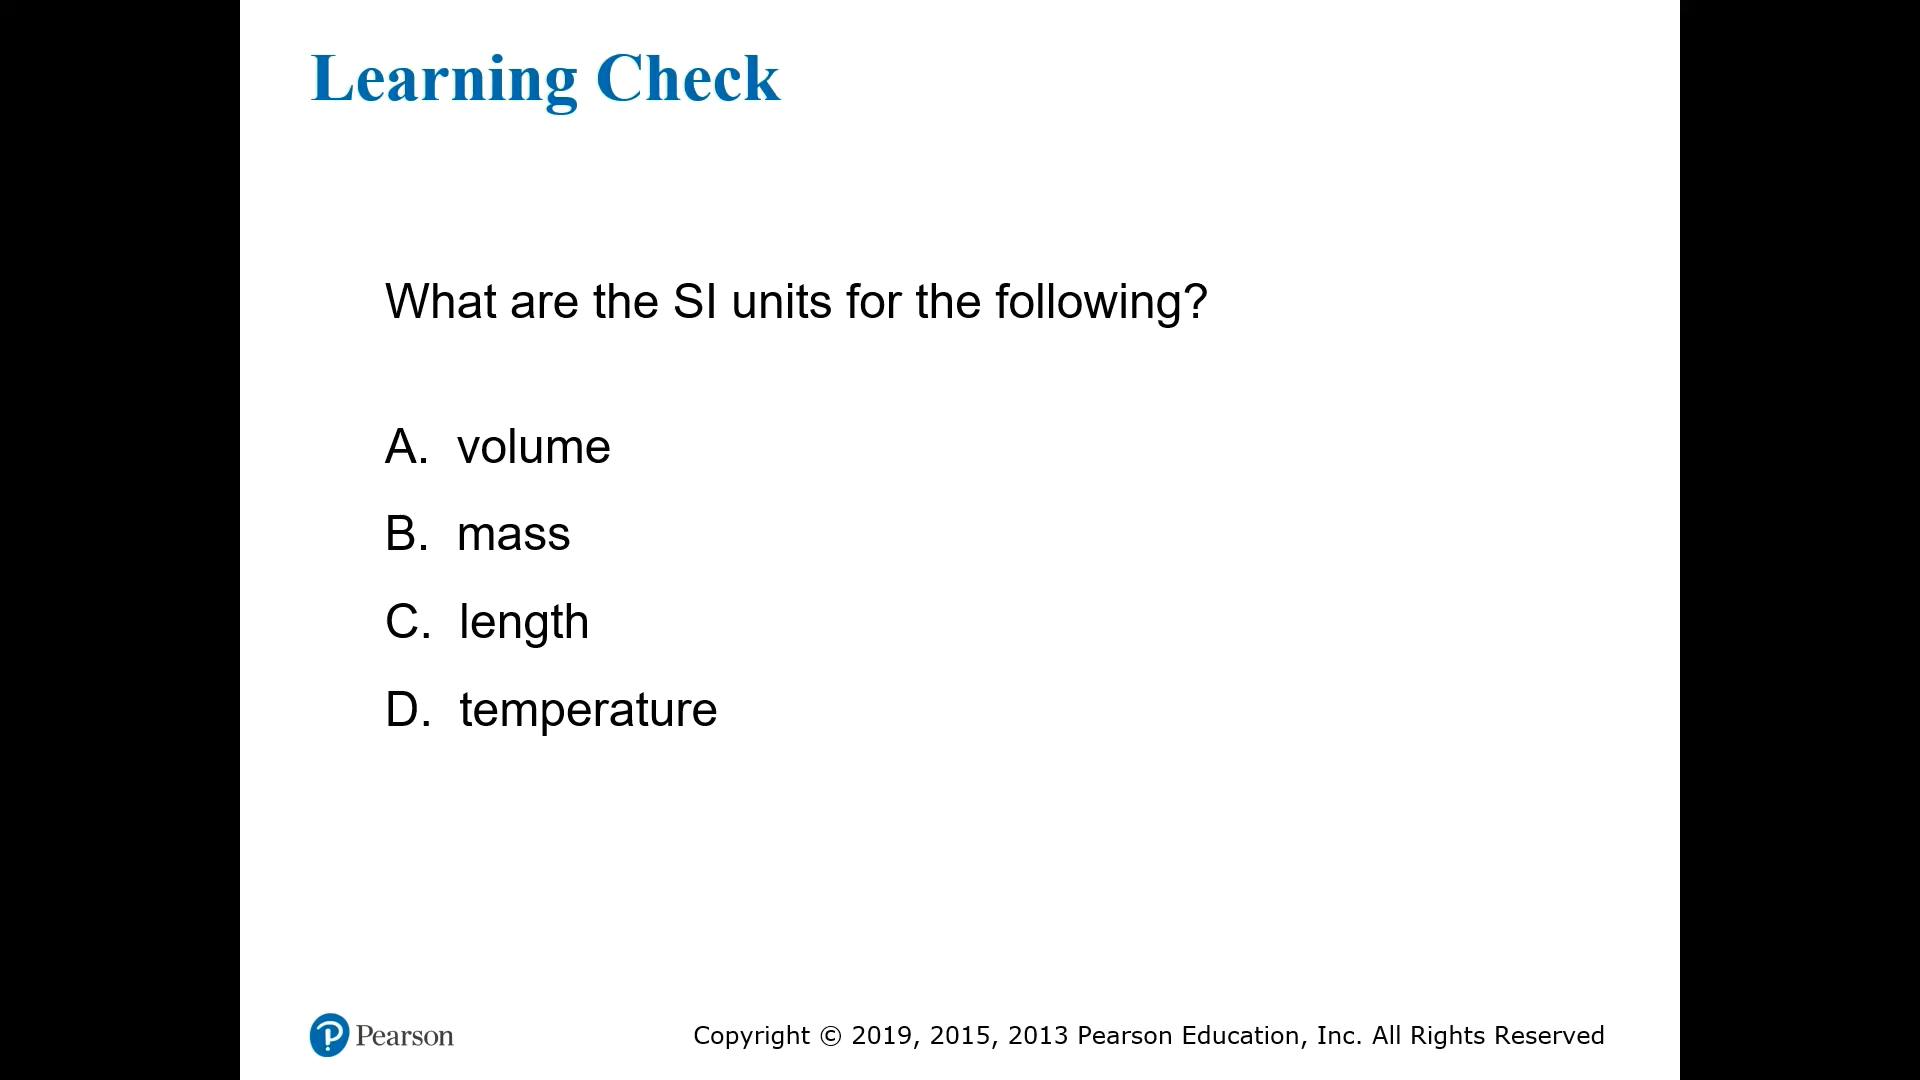 Learning Check
What are the SI units for the following?
A. volume
B. mass
C. length
D. temperature
Pearson
Copyright © 2019, 2015, 2013 Pearson Education, Inc. All Rights Reserved